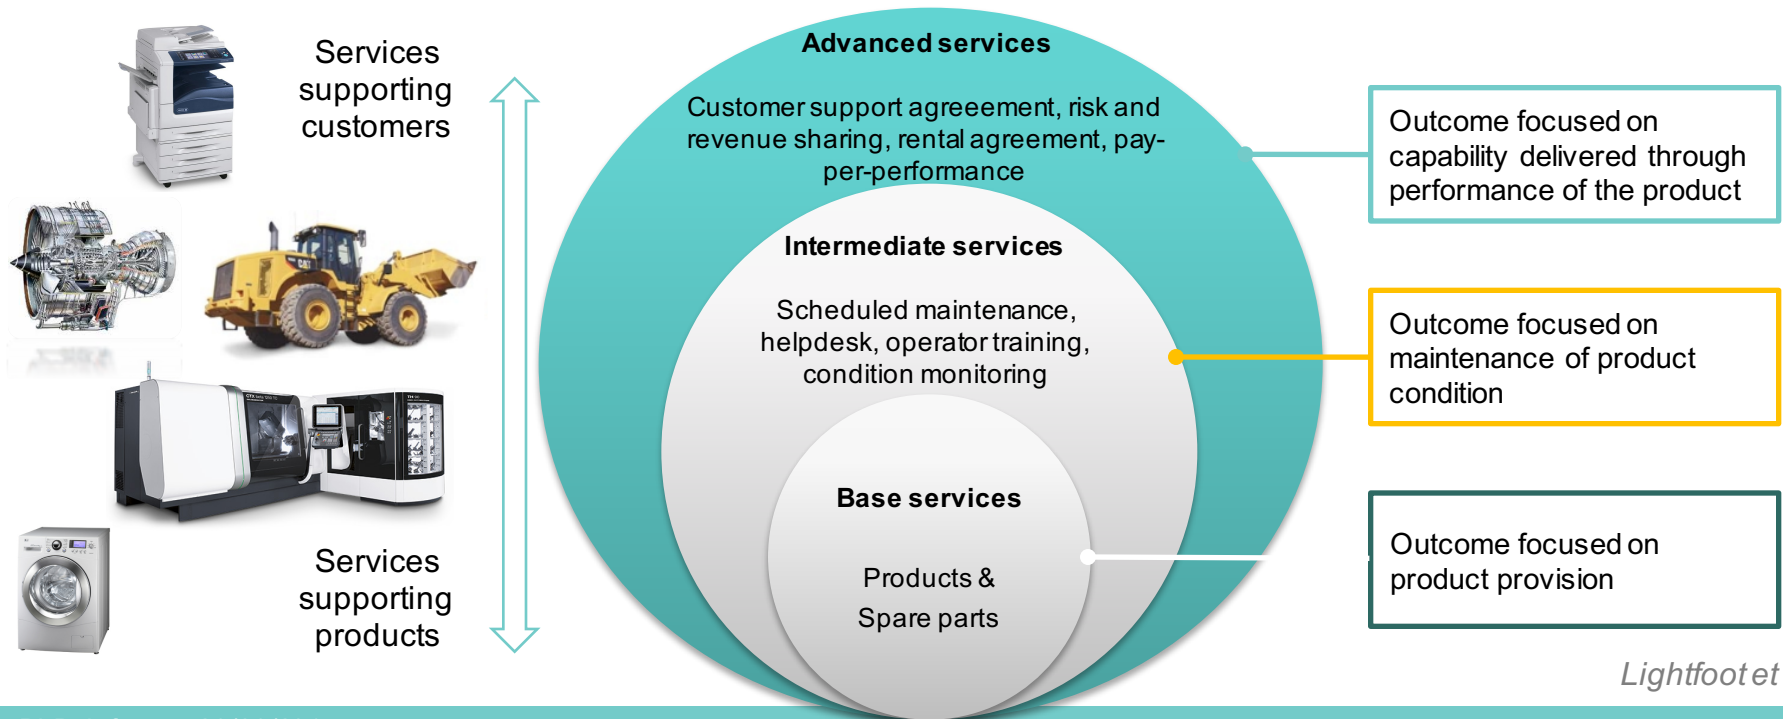 Services
supporting
customers
Advanced services
Customer support agreeement, risk and
revenue sharing, rental agreement, pay-
per-performance
Outcome focused on
capability delivered through
performance of the product
Intermediate services
Scheduled maintenance,
helpdesk, operator training,
condition monitoring
Outcome focused on
maintenance of product
condition
CAT
Base services
Products &
Spare parts
Outcome focused on
product provision
Services
supporting
products
Lightfoot et